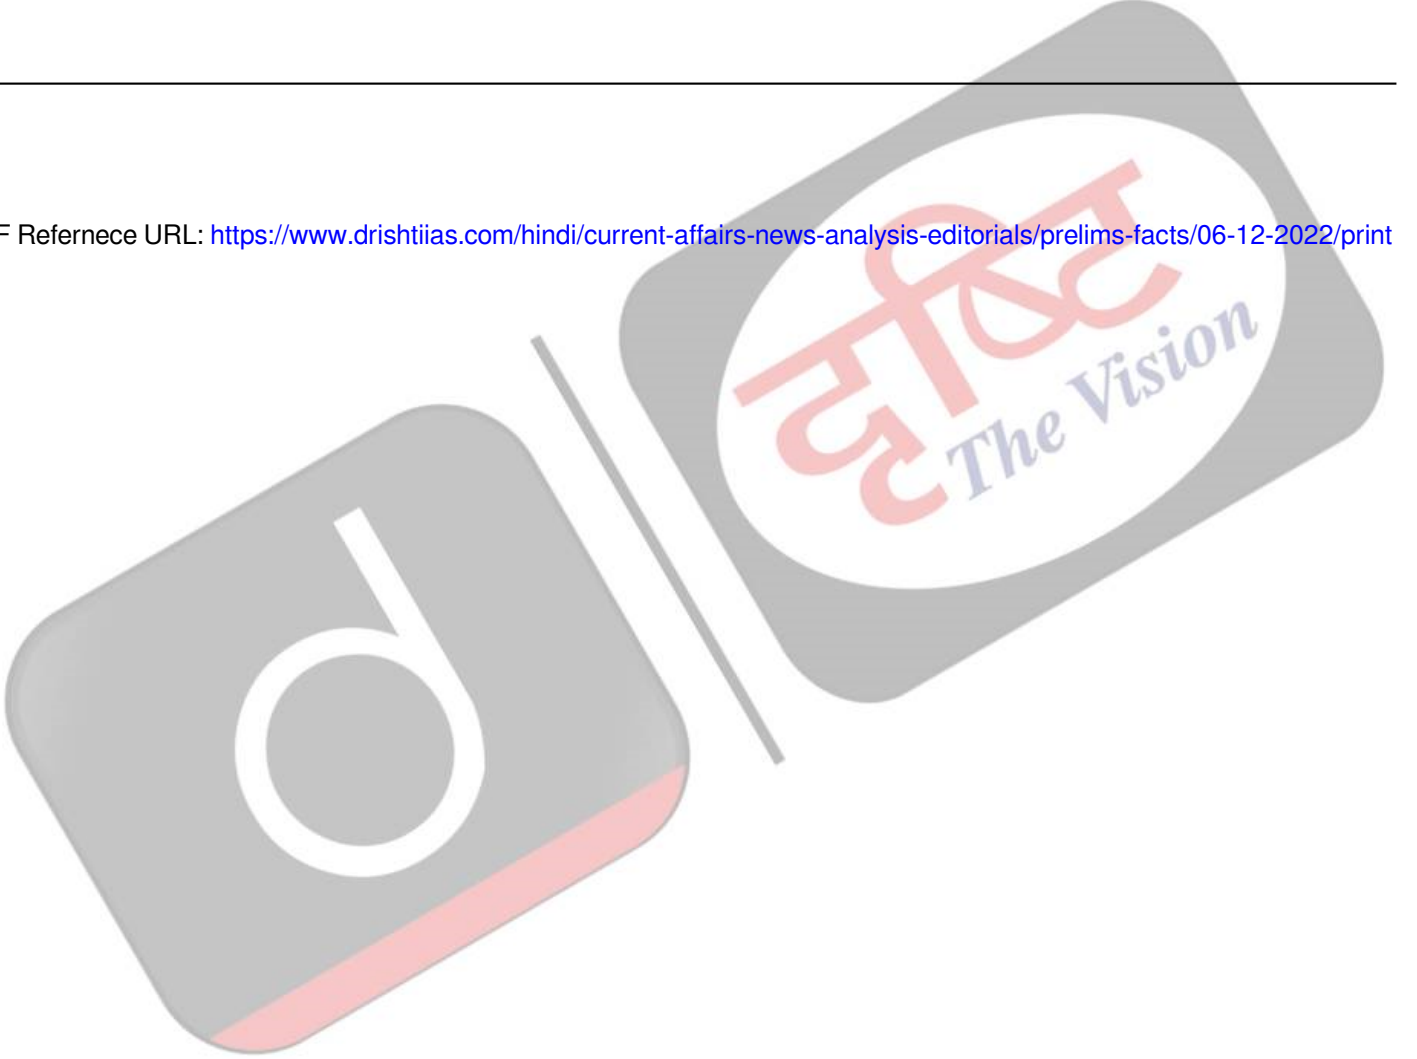 F Refernece URL: https://www.drishtiias.com/hindi/current-affairs-news-analysis-editorials/prelims-facts/06-12-2022/print
दृष्टि
The Vision
d